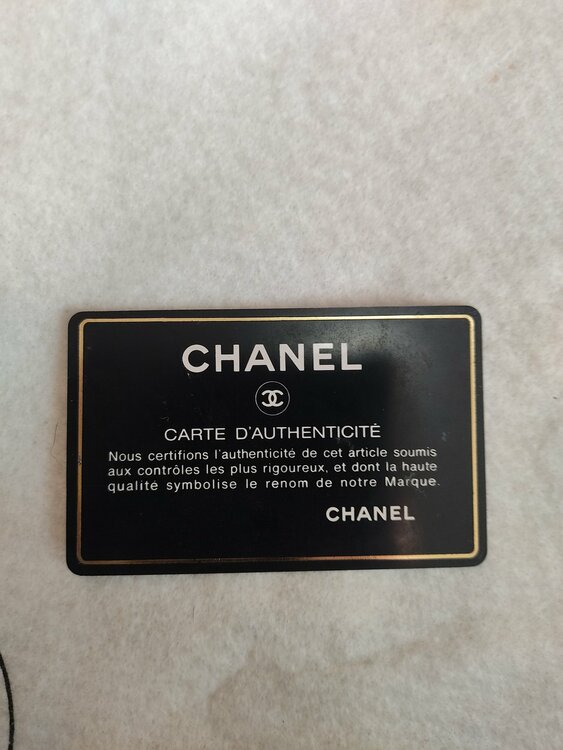 CHANEL
CARTE D'AUTHENTICITÉ
Nous certifions l'authenticité de cet article soumis
aux contrôles les plus rigoureux, et dont la haute
qualité symbolise le renom de notre Marque.
CHANEL